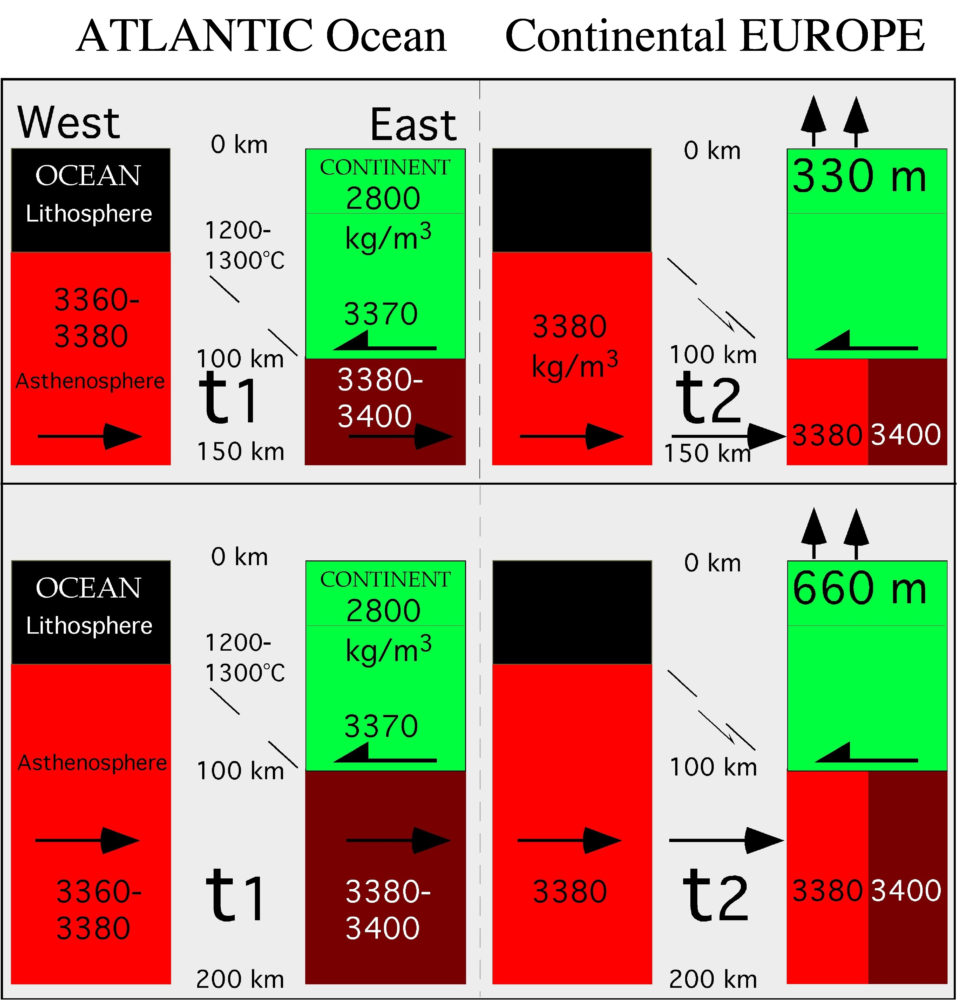 ATLANTIC Ocean
Continental EUROPE
West
East
0 km
OCEAN
Lithosphere
1200-
1300°C
CONTINENT
2800
kg/m³
3360-
3380
Asthenosphere
3370
100 km
t1
3380-
3400
150 km
0 km
330 m
3380
kg/m³
100 km
t2
150 km
3380
3400
0 km
OCEAN
Lithosphere
1200-
1300°C
CONTINENT
2800
kg/m³
3370
Asthenosphere
100 km
3360-
3380
t1
3380-
3400
200 km
0 km
660 m
100 km
3380
t2
3380
3400
200 km